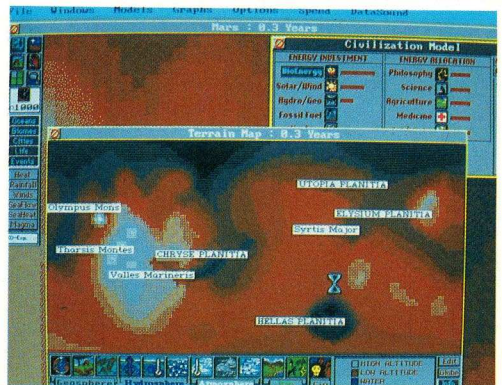 File Windows Models Graphs Options Speed DataSound
Mars : 0.3 Years
Civilization Model
ENERGY INVESTMENT ENERGY ALLOCATION
BioEnergy Philosophy
Solar/Wind Science
Hydro/Geo Agriculture
Fossil Fuel Medicine
Oceans
Biomes
Cities
Life
Events
Heat
Rainfall
Winds
Magma
Terrain Map : 0.3 Years
UTOPIA PLANITIA
Olympus Mons
ELYSIUM PLANITIA
Syrtis Major
Tharsis Montes
CHRYSE PLANITIA
Valles Marineris
HELLAS PLANITIA
HIGH ALTITUDE
LOW ALTITUDE
WATER
Edit
Globe
Geosphere Hydrosphere Atmosphere